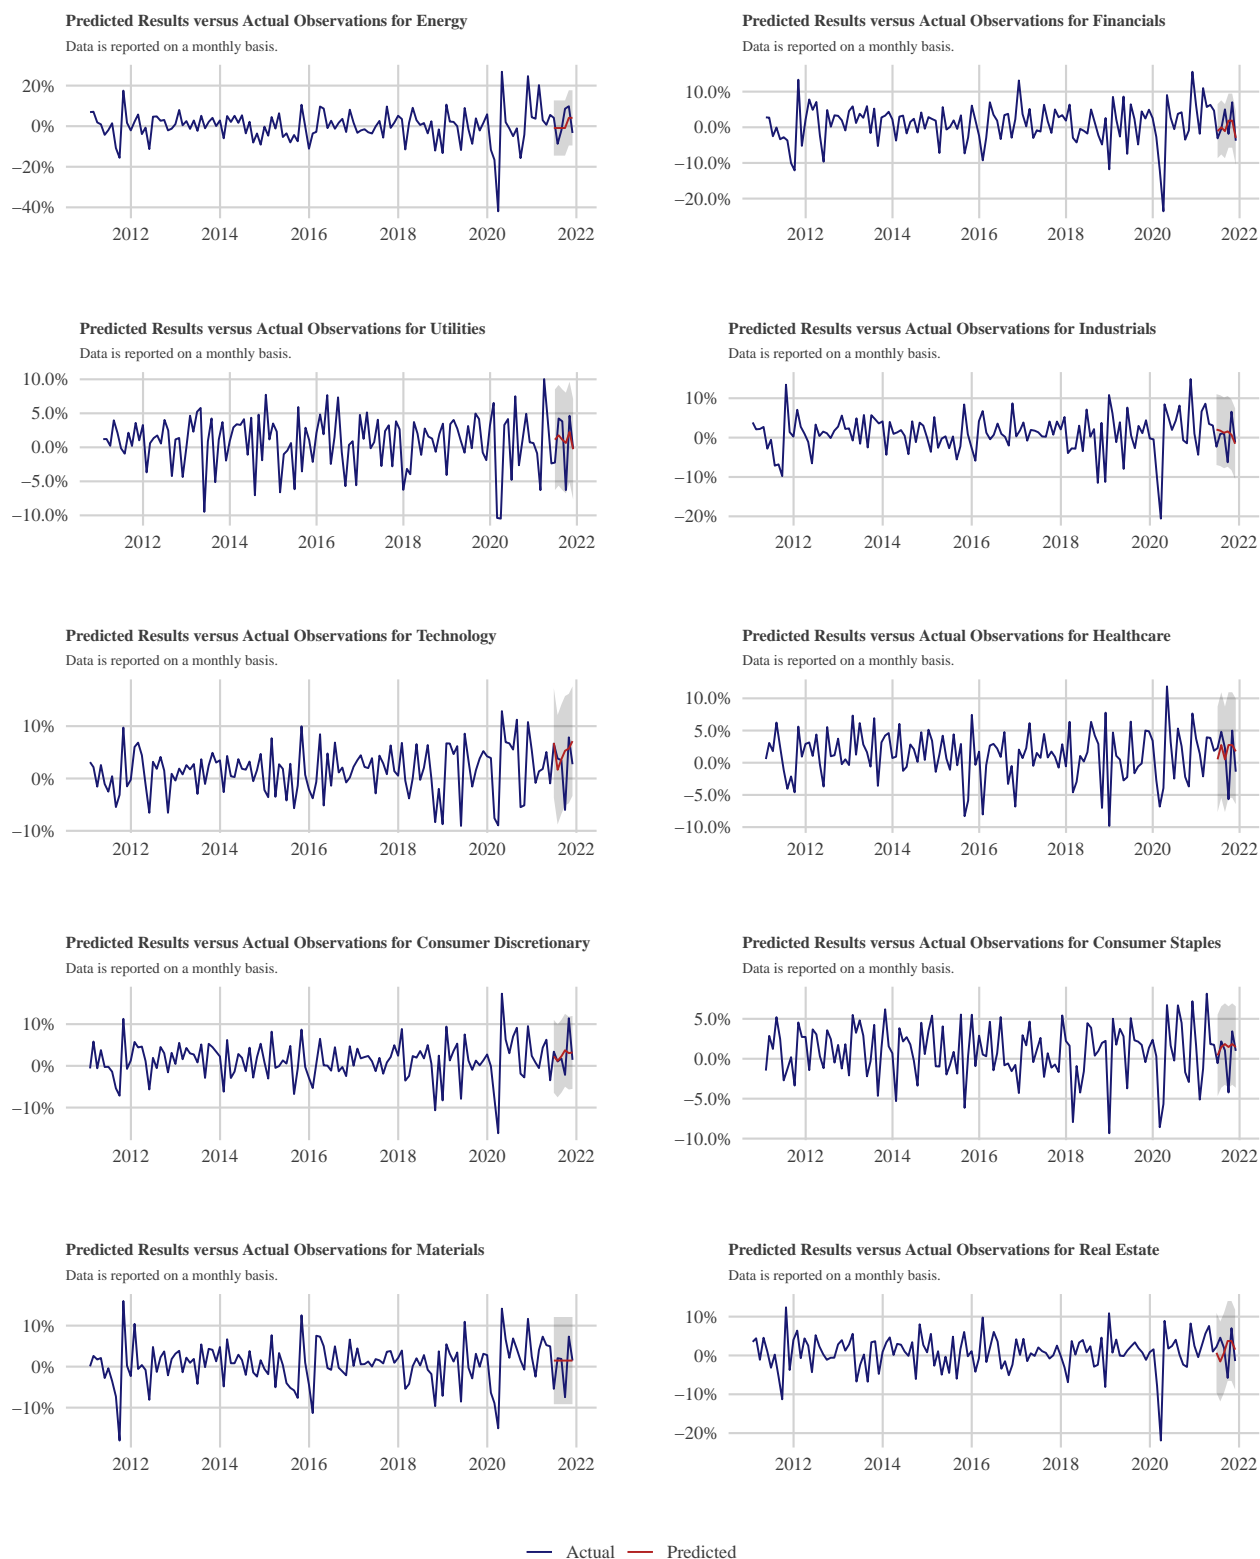 Predicted Results versus Actual Observations for Energy
Data is reported on a monthly basis.
20%
0%
−20%
−40%
2012 2014 2016 2018 2020 2022
Predicted Results versus Actual Observations for Financials
Data is reported on a monthly basis.
10.0%
0.0%
−10.0%
−20.0%
2012 2014 2016 2018 2020 2022
Predicted Results versus Actual Observations for Utilities
Data is reported on a monthly basis.
10.0%
5.0%
0.0%
−5.0%
−10.0%
2012 2014 2016 2018 2020 2022
Predicted Results versus Actual Observations for Industrials
Data is reported on a monthly basis.
10%
0%
−10%
−20%
2012 2014 2016 2018 2020 2022
Predicted Results versus Actual Observations for Technology
Data is reported on a monthly basis.
10%
0%
−10%
2012 2014 2016 2018 2020 2022
Predicted Results versus Actual Observations for Healthcare
Data is reported on a monthly basis.
10.0%
5.0%
0.0%
−5.0%
−10.0%
2012 2014 2016 2018 2020 2022
Predicted Results versus Actual Observations for Consumer Discretionary
Data is reported on a monthly basis.
10%
0%
−10%
2012 2014 2016 2018 2020 2022
Predicted Results versus Actual Observations for Consumer Staples
Data is reported on a monthly basis.
5.0%
0.0%
−5.0%
−10.0%
2012 2014 2016 2018 2020 2022
Predicted Results versus Actual Observations for Materials
Data is reported on a monthly basis.
10%
0%
−10%
2012 2014 2016 2018 2020 2022
Predicted Results versus Actual Observations for Real Estate
Data is reported on a monthly basis.
10%
0%
−10%
−20%
2012 2014 2016 2018 2020 2022
Actual Predicted